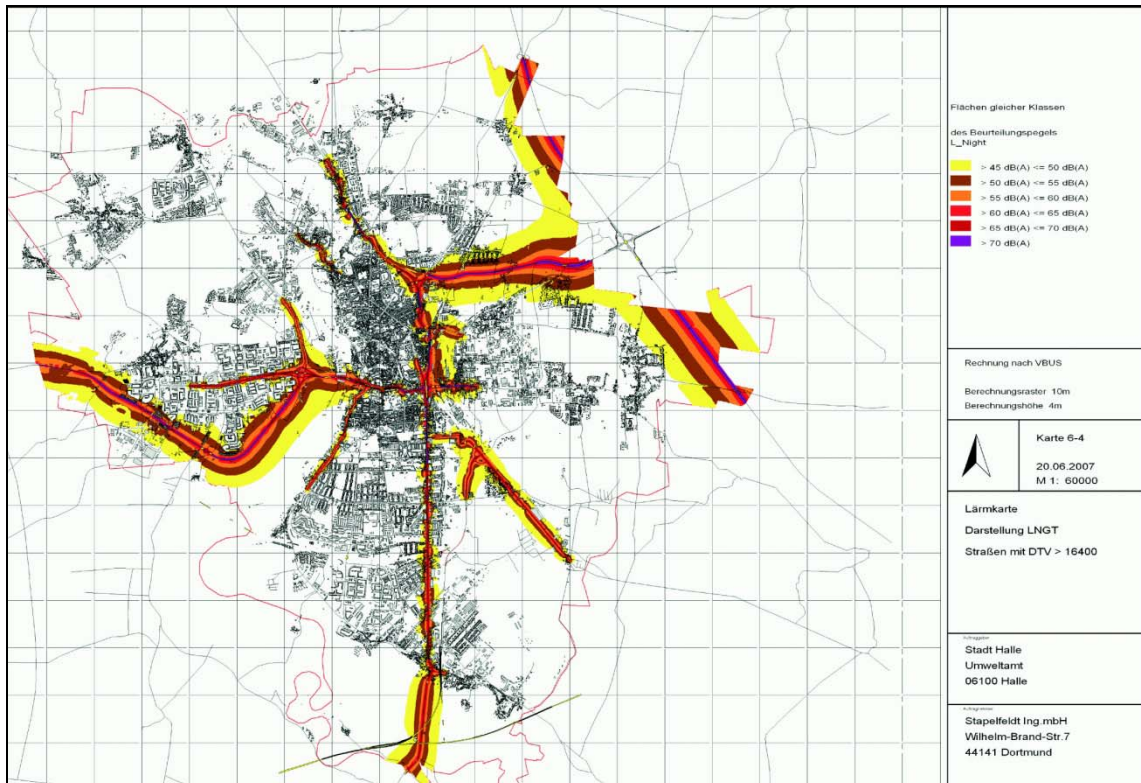 Flächen gleicher Klassen
des Beurteilungspegels
L_Night
> 45 dB(A) <= 50 dB(A)
> 50 dB(A) <= 55 dB(A)
> 55 dB(A) <= 60 dB(A)
> 60 dB(A) <= 65 dB(A)
> 65 dB(A) <= 70 dB(A)
> 70 dB(A)
Rechnung nach VBUS
Berechnungsraster 10m
Berechnungshöhe 4m
Karte 6-4
20.06.2007
M 1: 60000
Lärmkarte
Darstellung LNGT
Straßen mit DTV > 16400
Stadt Halle
Umweltamt
06100 Halle
Stapelfeldt Ing.mbH
Wilhelm-Brand-Str.7
44141 Dortmund